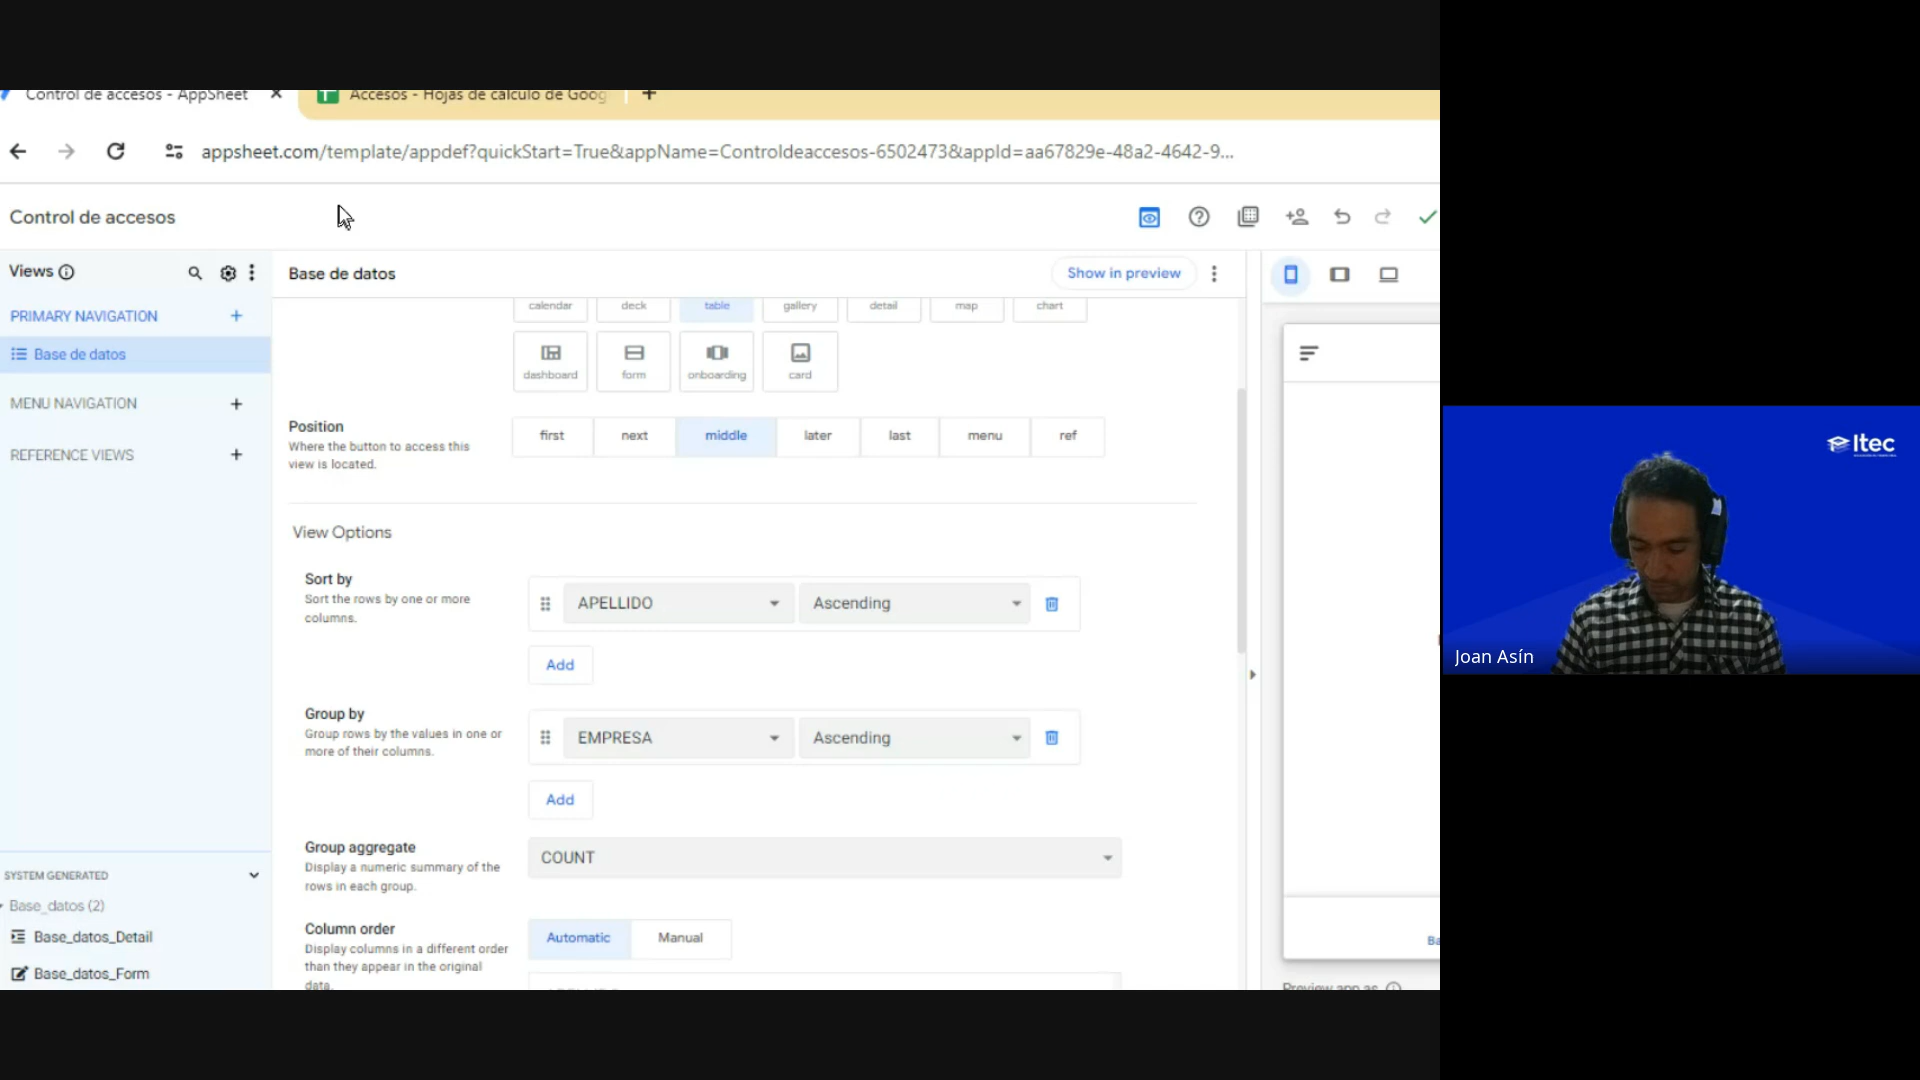 Control de accesos - AppSheet
Accesos - Hojas de cálculo de Goog
appsheet.com/template/appdef?quickStart=True&appName=Controldeaccesos-6502473&appId=aa67829e-48a2-4642-9...
Control de accesos
Views
Base de datos
Show in preview
PRIMARY NAVIGATION
Base de datos
MENU NAVIGATION
REFERENCE VIEWS
calendar deck table gallery detail map chart
dashboard form onboarding card
Position
Where the button to access this
view is located.
first next middle later last menu ref
View Options
Sort by
Sort the rows by one or more
columns.
APELLIDO Ascending
Add
Group by
Group rows by the values in one or
more of their columns.
EMPRESA Ascending
Add
Group aggregate
Display a numeric summary of the
rows in each group.
COUNT
Column order
Display columns in a different order
than they appear in the original
data.
Automatic Manual
SYSTEM GENERATED
Base_datos (2)
Base_datos_Detail
Base_datos_Form
Ba
Preview app as
Itec
Joan Asín